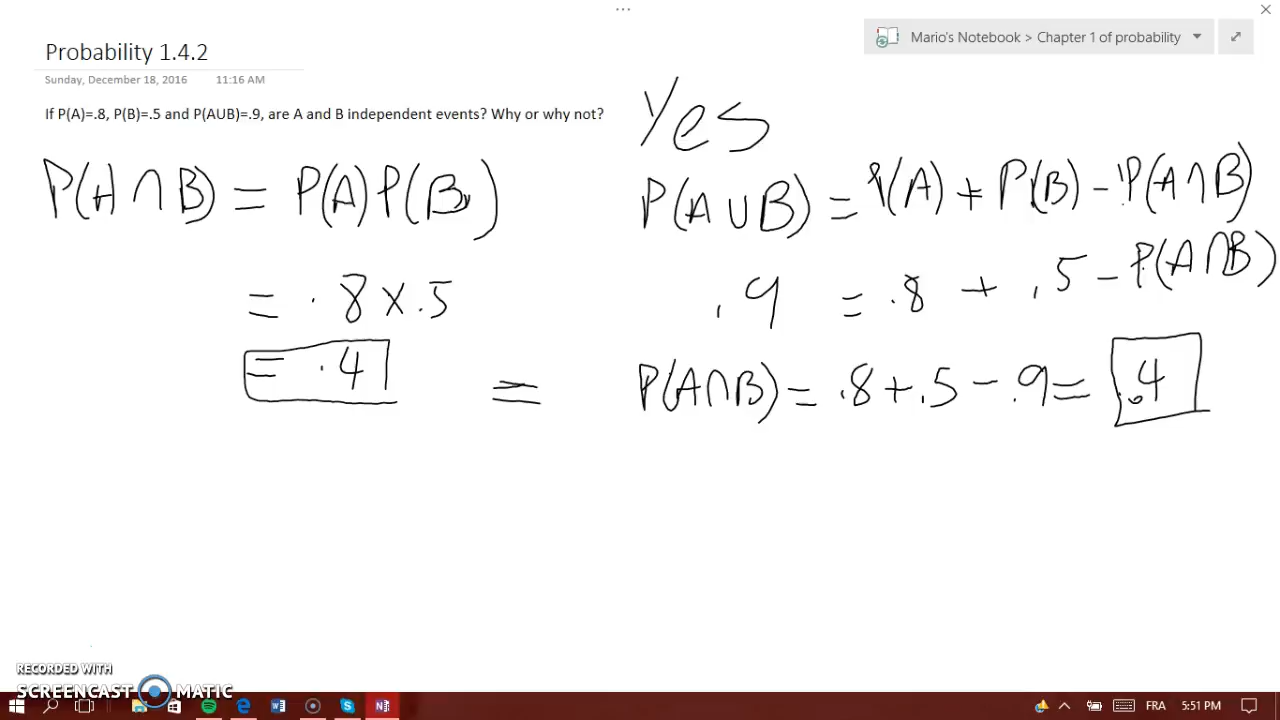 Mario's Notebook > Chapter 1 of probability
Probability 1.4.2
Sunday, December 18, 2016 11:16 AM
If P(A)=.8, P(B)=.5 and P(AUB)=.9, are A and B independent events? Why or why not?
Yes
P(A∩B) = P(A)P(B)
= .8 x .5
= .4
=
P(A∪B) = P(A) + P(B) - P(A∩B)
.9 = .8 + .5 - P(A∩B)
P(A∩B) = .8 + .5 - .9 = .4
RECORDED WITH
SCREENCAST MATIC
FRA 5:51 PM